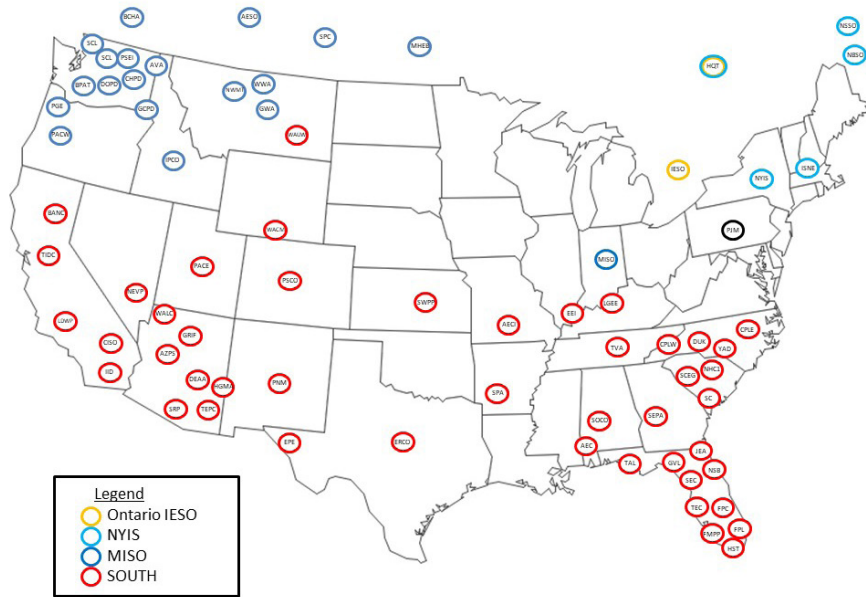 BCHA
AESO
SPC
MHEB
NSSO
NBSO
HQT
SCL
SCL
PSEI
AVA
BPAT
DOPD
CHPD
GCPD
PGE
PACW
IPCO
NWMT
WWA
GWA
WAUW
IESO
NYIS
ISNE
PJM
MISO
BANC
TIDC
NEVP
LDWP
CISO
IID
WACM
PACE
PSCO
SWPP
WALC
GRIF
AZPS
DEAA
HGMA
SRP
TEPC
PNM
EPE
ERCO
AECI
SPA
EEI
LGEE
TVA
CPLW
DUK
YAD
CPLE
SCEG
NHC1
SC
SOCO
SEPA
AEC
TAL
GVL
JEA
NSB
SEC
TEC
FPC
FMPP
FPL
HST
Legend
Ontario IESO
NYIS
MISO
SOUTH